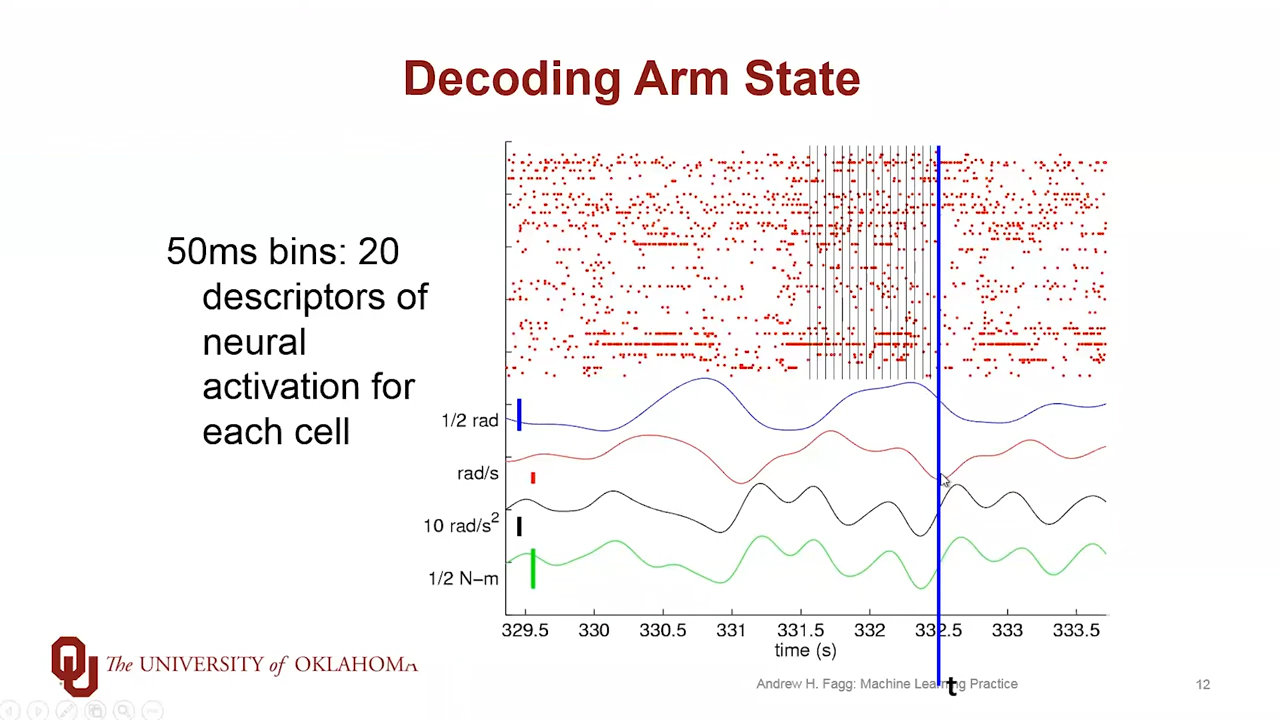 Decoding Arm State
50ms bins: 20
descriptors of
neural
activation for
each cell
1/2 rad
rad/s
10 rad/s²
1/2 N–m
329.5 330 330.5 331 331.5 332 332.5 333 333.5
time (s)
The UNIVERSITY of OKLAHOMA
Andrew H. Fagg: Machine Learning Practice
t
12